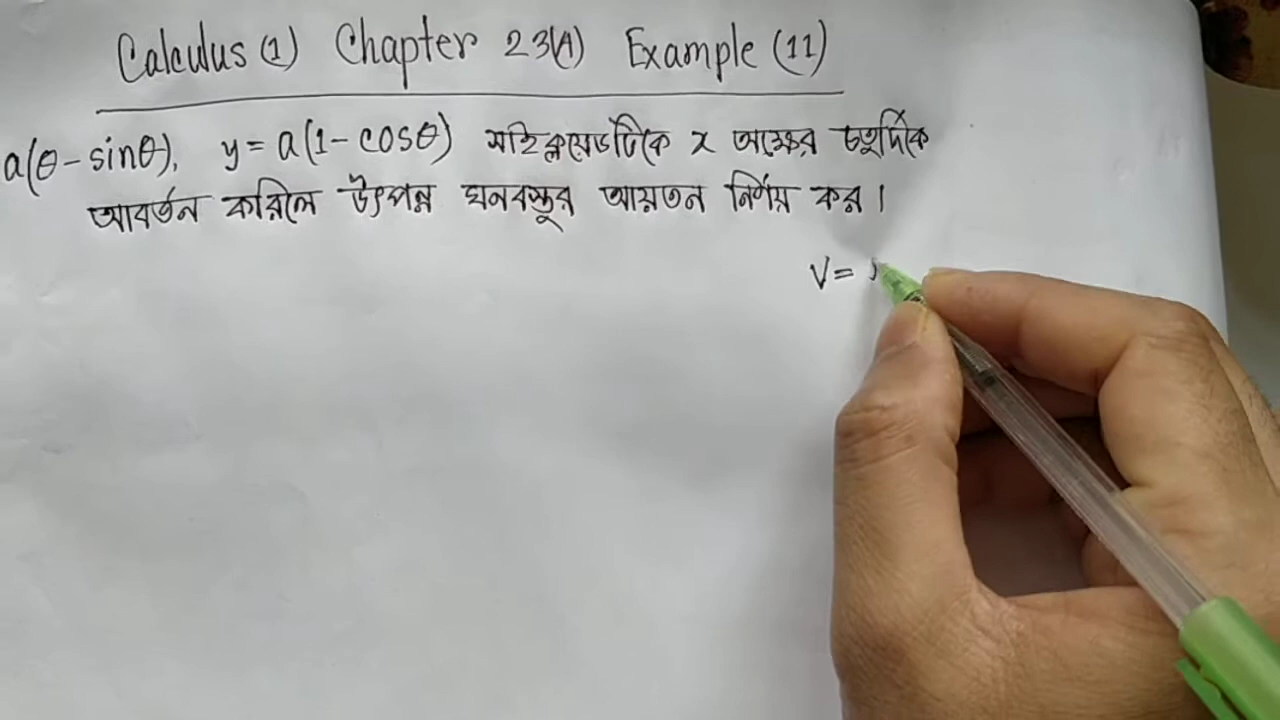 Calculus (1) Chapter 23(A) Example (11)
a(θ - sinθ), y = a(1 - cosθ) সাইক্লয়েডটিকে x অক্ষের চতুর্দিকে
আবর্তন করিলে উৎপন্ন ঘনবস্তুর আয়তন নির্ণয় কর।
V =